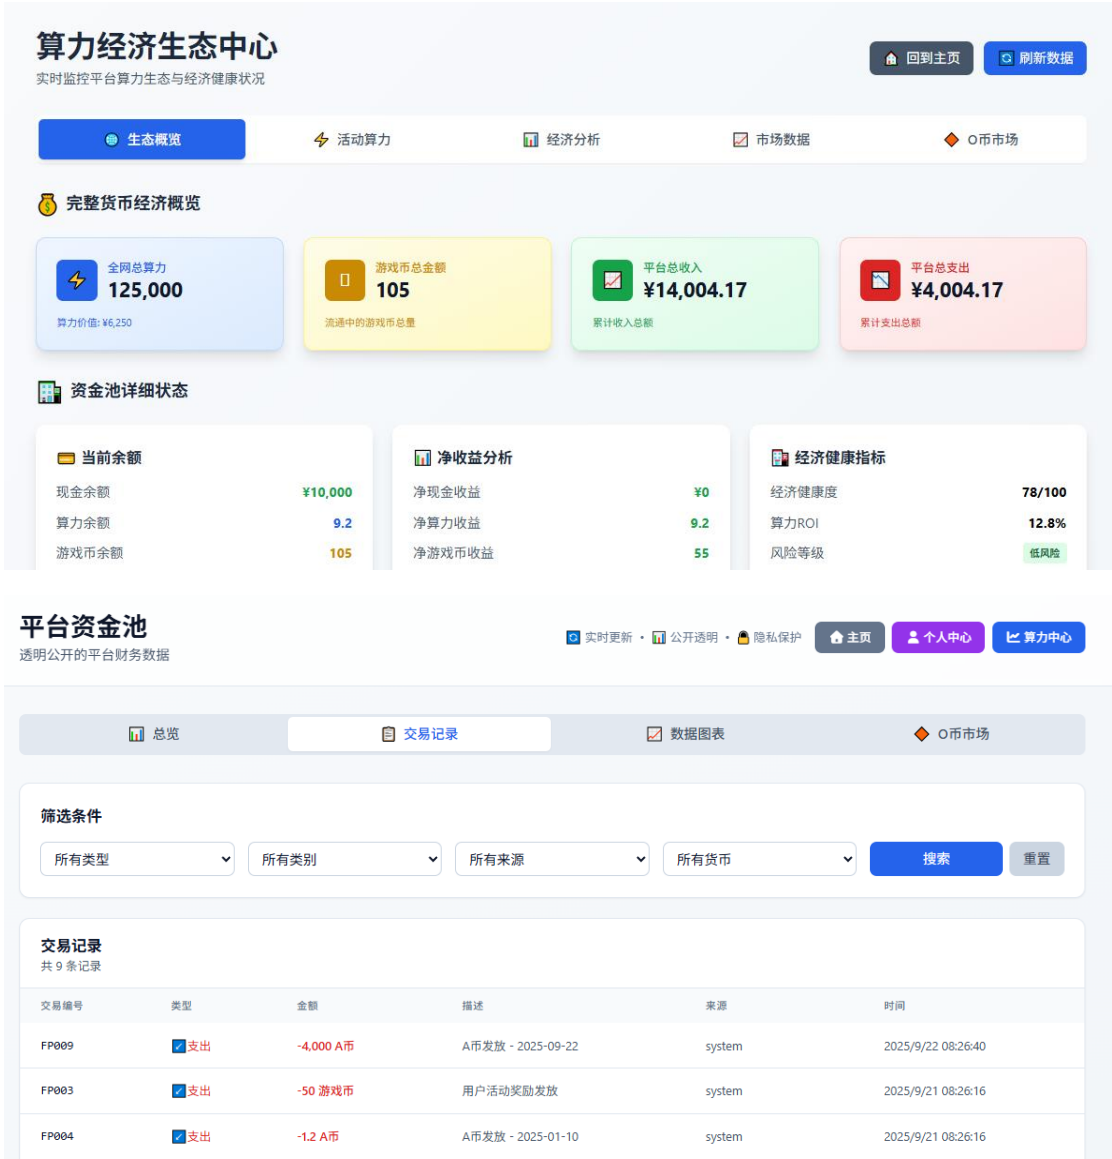 算力经济生态中心
实时监控平台算力生态与经济健康状况
回到主页 刷新数据
生态概览 活动算力 经济分析 市场数据 O币市场
完整货币经济概览
全网总算力 游戏币总金额 平台总收入 平台总支出
125,000 105 ¥14,004.17 ¥4,004.17
算力价值: ¥6,250 流通中的游戏币总量 累计收入总额 累计支出总额
资金池详细状态
当前余额 净收益分析 经济健康指标
现金余额 ¥10,000 净现金收益 ¥0 经济健康度 78/100
算力余额 9.2 净算力收益 9.2 算力ROI 12.8%
游戏币余额 105 净游戏币收益 55 风险等级 低风险
平台资金池
透明公开的平台财务数据
实时更新 • 公开透明 • 隐私保护 主页 个人中心 算力中心
总览 交易记录 数据图表 O币市场
筛选条件
所有类型 所有类别 所有来源 所有货币 搜索 重置
交易记录
共 9 条记录
交易编号 类型 金额 描述 来源 时间
FP009 支出 -4,000 A币 A币发放 - 2025-09-22 system 2025/9/22 08:26:40
FP003 支出 -50 游戏币 用户活动奖励发放 system 2025/9/21 08:26:16
FP004 支出 -1.2 A币 A币发放 - 2025-01-10 system 2025/9/21 08:26:16